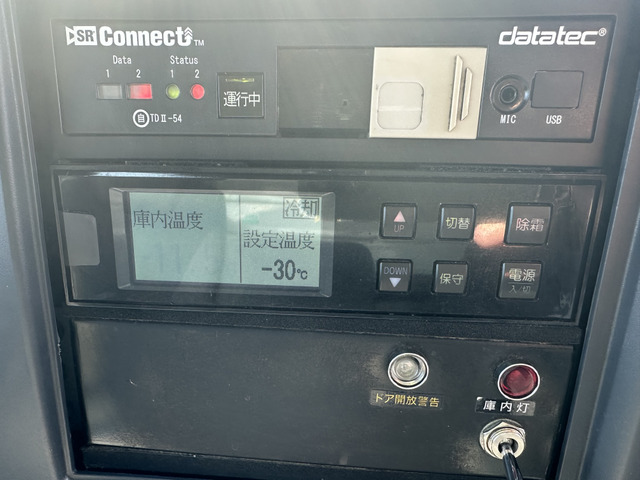 SR Connect TM
datatec®
Data Status
1 2 1 2
運行中
自 TDⅡ-54
MIC USB
庫内温度
冷却
設定温度
-30℃
UP
切替
除霜
DOWN
保守
電源
入/切
ドア開放警告
庫内灯